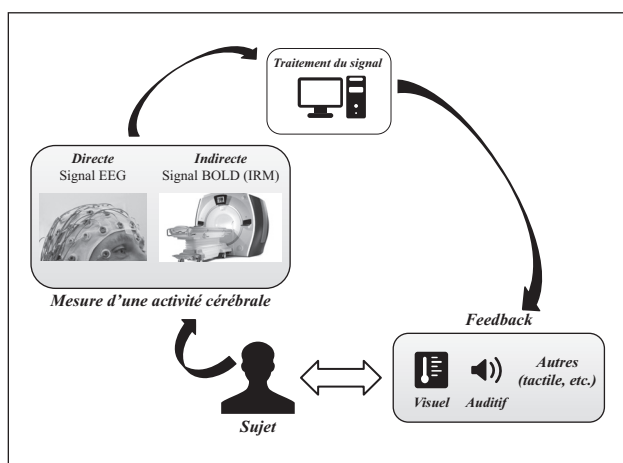 Traitement du signal
Directe
Signal EEG
Indirecte
Signal BOLD (IRM)
Mesure d'une activité cérébrale
Feedback
Visuel
Auditif
Autres
(tactile, etc.)
Sujet